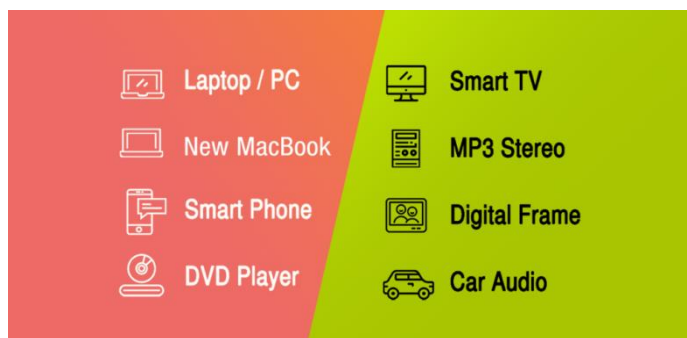 Laptop / PC
New MacBook
Smart Phone
DVD Player
Smart TV
MP3 Stereo
Digital Frame
Car Audio